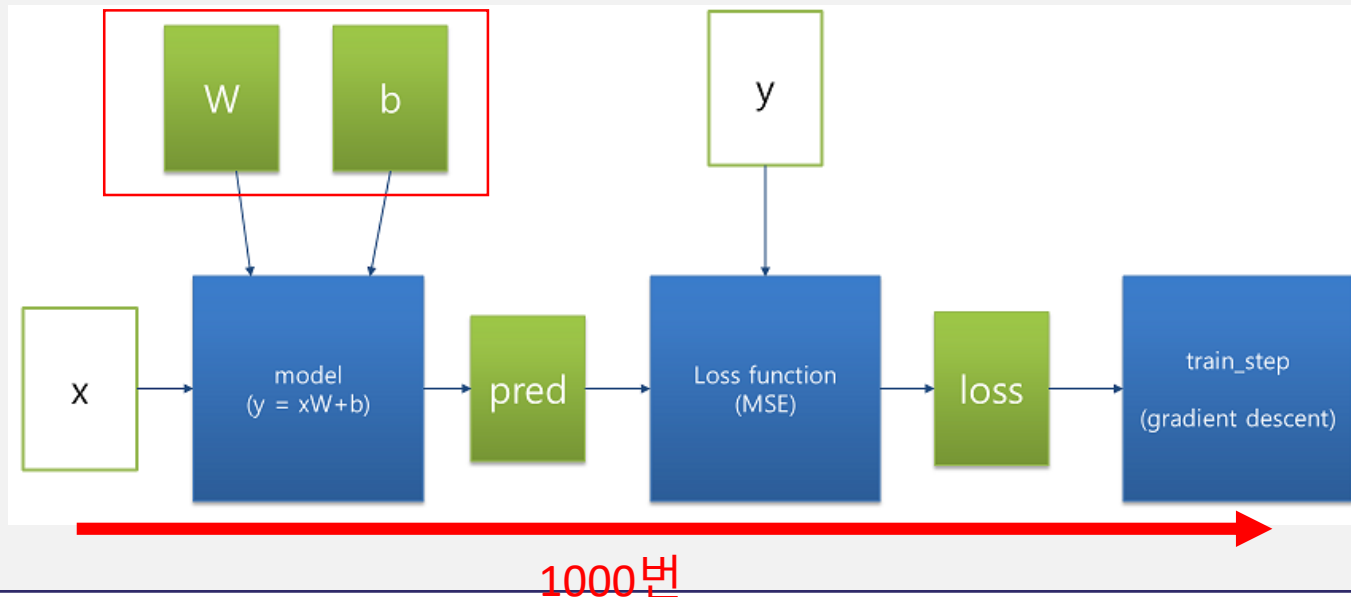 W
b
y
x
model
(y = xW+b)
pred
Loss function
(MSE)
loss
train_step
(gradient descent)
1000번